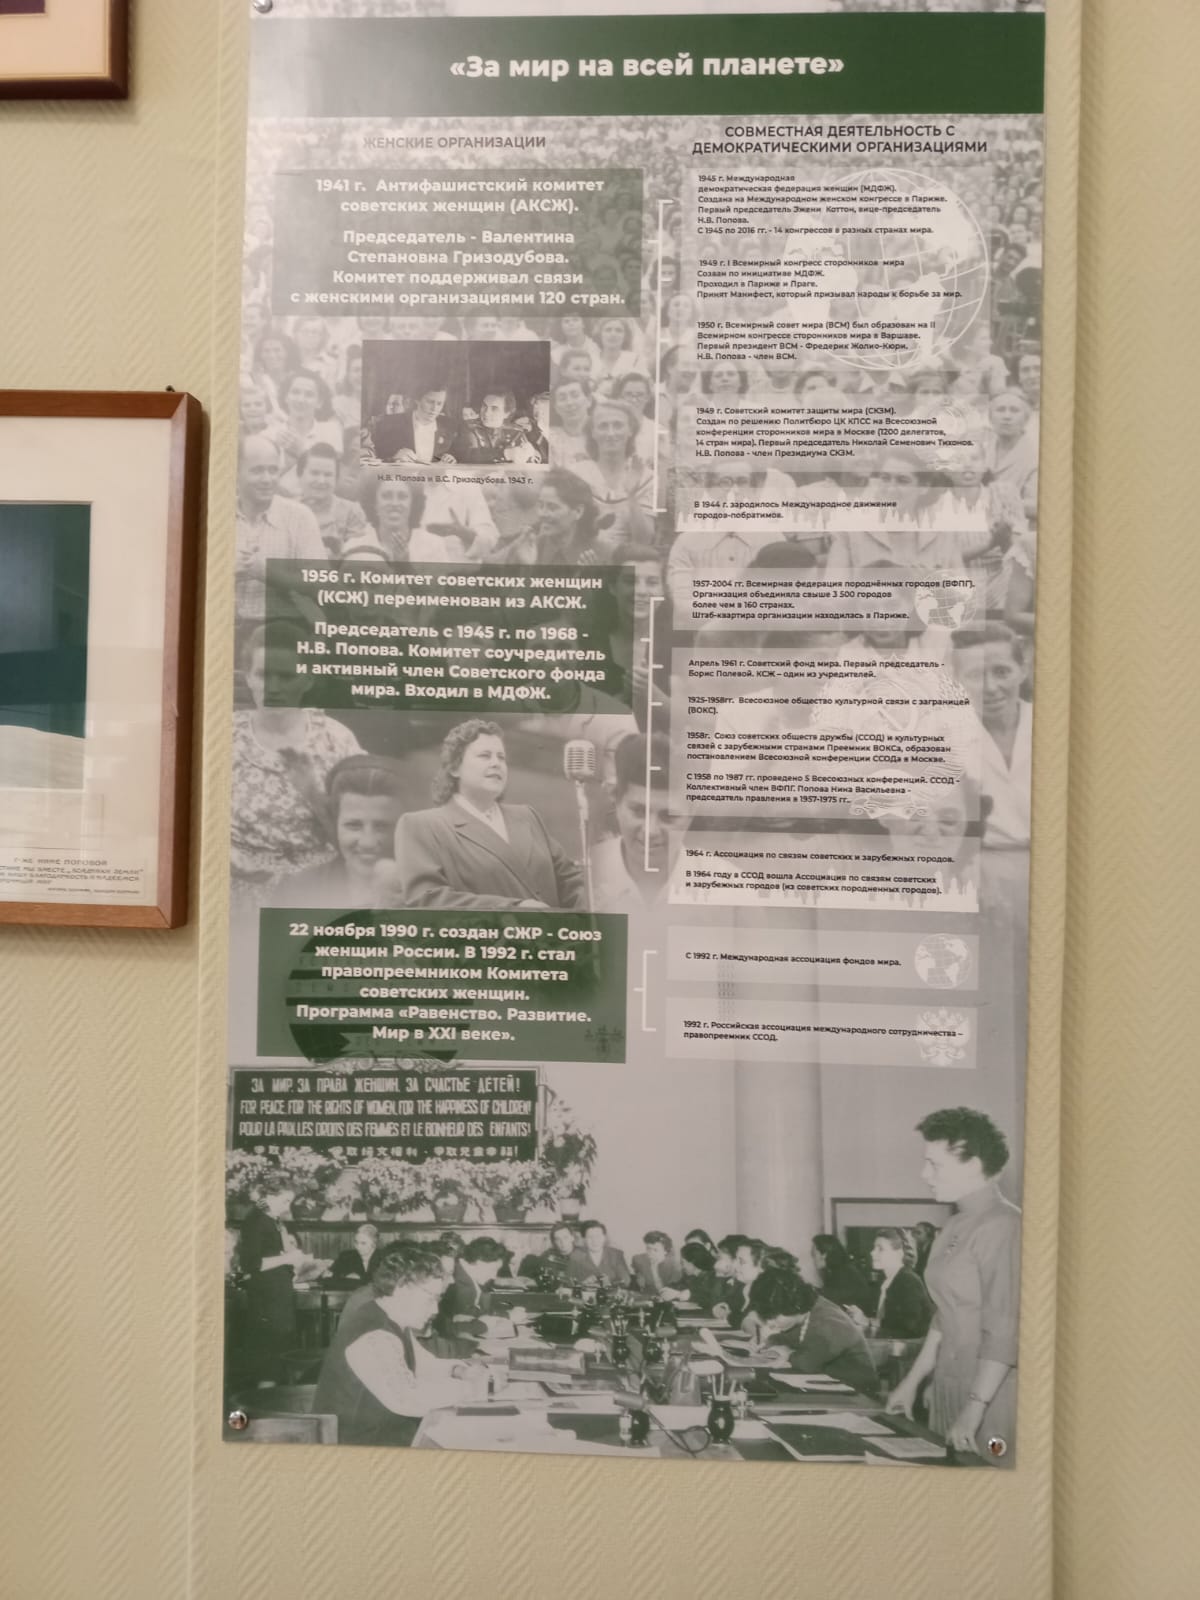 «За мир на всей планете»
ЖЕНСКИЕ ОРГАНИЗАЦИИ
1941 г. Антифашистский комитет
советских женщин (АКСЖ).
Председатель - Валентина
Степановна Гризодубова.
Комитет поддерживал связи
с женскими организациями 120 стран.
Н.В. Попова и В.С. Гризодубова. 1943 г.
1956 г. Комитет советских женщин
(КСЖ) переименован из АКСЖ.
Председатель с 1945 г. по 1968 -
Н.В. Попова. Комитет соучредитель
и активный член Советского фонда
мира. Входил в МДФЖ.
22 ноября 1990 г. создан СЖР - Союз
женщин России. В 1992 г. стал
правопреемником Комитета
советских женщин.
Программа «Равенство. Развитие.
Мир в XXI веке».
СОВМЕСТНАЯ ДЕЯТЕЛЬНОСТЬ С
ДЕМОКРАТИЧЕСКИМИ ОРГАНИЗАЦИЯМИ
1945 г. Международная
демократическая федерация женщин (МДФЖ).
Создана на Международном женском конгрессе в Париже.
Первый председатель Эжени Коттон, вице-председатель
Н.В. Попова.
С 1945 по 2016 гг. - 14 конгрессов в разных странах мира.
1949 г. I Всемирный конгресс сторонников мира
Созван по инициативе МДФЖ.
Проходил в Париже и Праге.
Принят Манифест, который призывал народы к борьбе за мир.
1950 г. Всемирный совет мира (ВСМ) был образован на II
Всемирном конгрессе сторонников мира в Варшаве.
Первый президент ВСМ - Фредерик Жолио-Кюри.
Н.В. Попова - член ВСМ.
1949 г. Советский комитет защиты мира (СКЗМ).
Создан по решению Политбюро ЦК КПСС на Всесоюзной
конференции сторонников мира в Москве (1200 делегатов,
14 стран мира). Первый председатель Николай Семенович Тихонов.
Н.В. Попова - член Президиума СКЗМ.
В 1944 г. зародилось Международное движение
городов-побратимов.
1957-2004 гг. Всемирная федерация породнённых городов (ВФПГ).
Организация объединяла свыше 3 500 городов
более чем в 160 странах.
Штаб-квартира организации находилась в Париже.
Апрель 1961 г. Советский фонд мира. Первый председатель -
Борис Полевой. КСЖ – один из учредителей.
1925-1958гг. Всесоюзное общество культурной связи с заграницей
(ВОКС).
1958г. Союз советских обществ дружбы (ССОД) и культурных
связей с зарубежными странами Преемник ВОКСа, образован
постановлением Всесоюзной конференции ССОДа в Москве.
С 1958 по 1987 гг. проведено 5 Всесоюзных конференций. ССОД -
Коллективный член ВФПГ. Попова Нина Васильевна -
председатель правления в 1957-1975 гг..
1964 г. Ассоциация по связям советских и зарубежных городов.
В 1964 году в ССОД вошла Ассоциация по связям советских
и зарубежных городов (из советских породненных городов).
С 1992 г. Международная ассоциация фондов мира.
1992 г. Российская ассоциация международного сотрудничества –
правопреемник ССОД.
ЗА МИР, ЗА ПРАВА ЖЕНЩИН, ЗА СЧАСТЬЕ ДЕТЕЙ!
FOR PEACE, FOR THE RIGHTS OF WOMEN, FOR THE HAPPINESS OF CHILDREN!
POUR LA PAIX, LES DROITS DES FEMMES ET LE BONHEUR DES ENFANTS!
Г-ЖЕ НИНЕ ПОПОВОЙ
МЫ ВМЕСТЕ
БЛАГОДАРНОСТЬ И НАДЕЕМСЯ
МИР